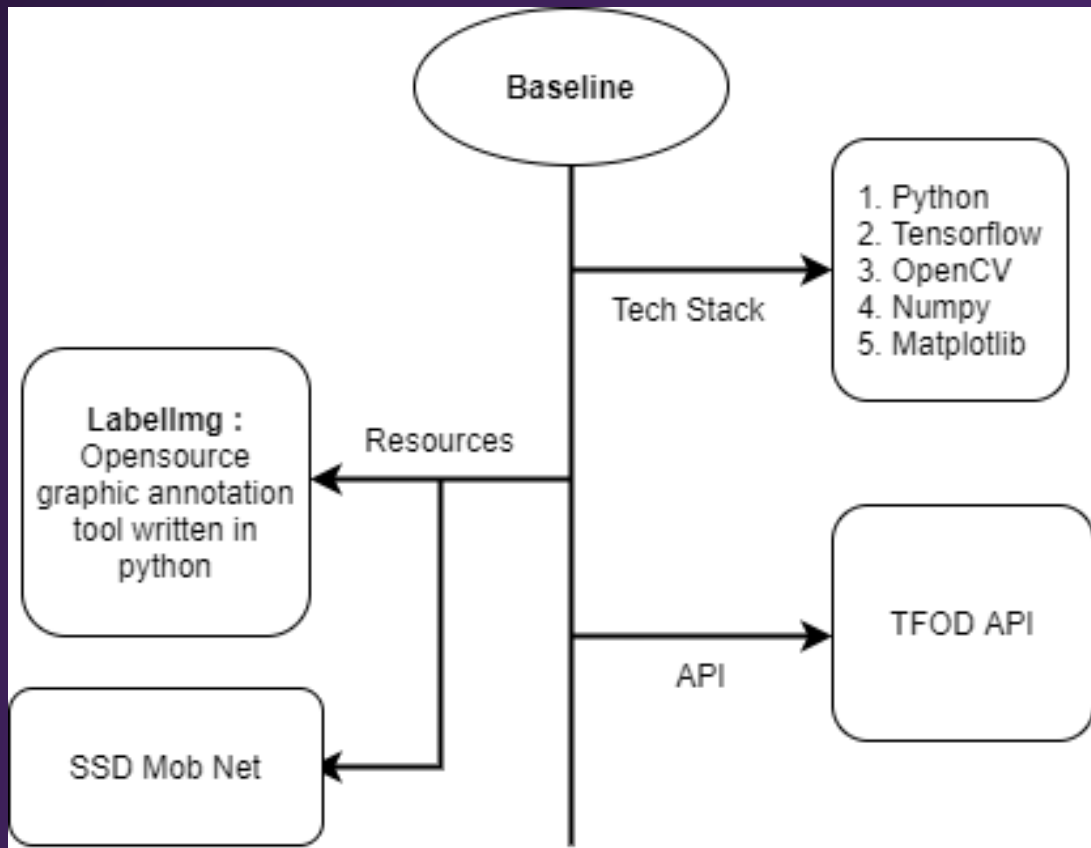 Baseline
1. Python
2. Tensorflow
3. OpenCV
4. Numpy
5. Matplotlib
Tech Stack
LabelImg :
Opensource
graphic annotation
tool written in
python
Resources
TFOD API
API
SSD Mob Net